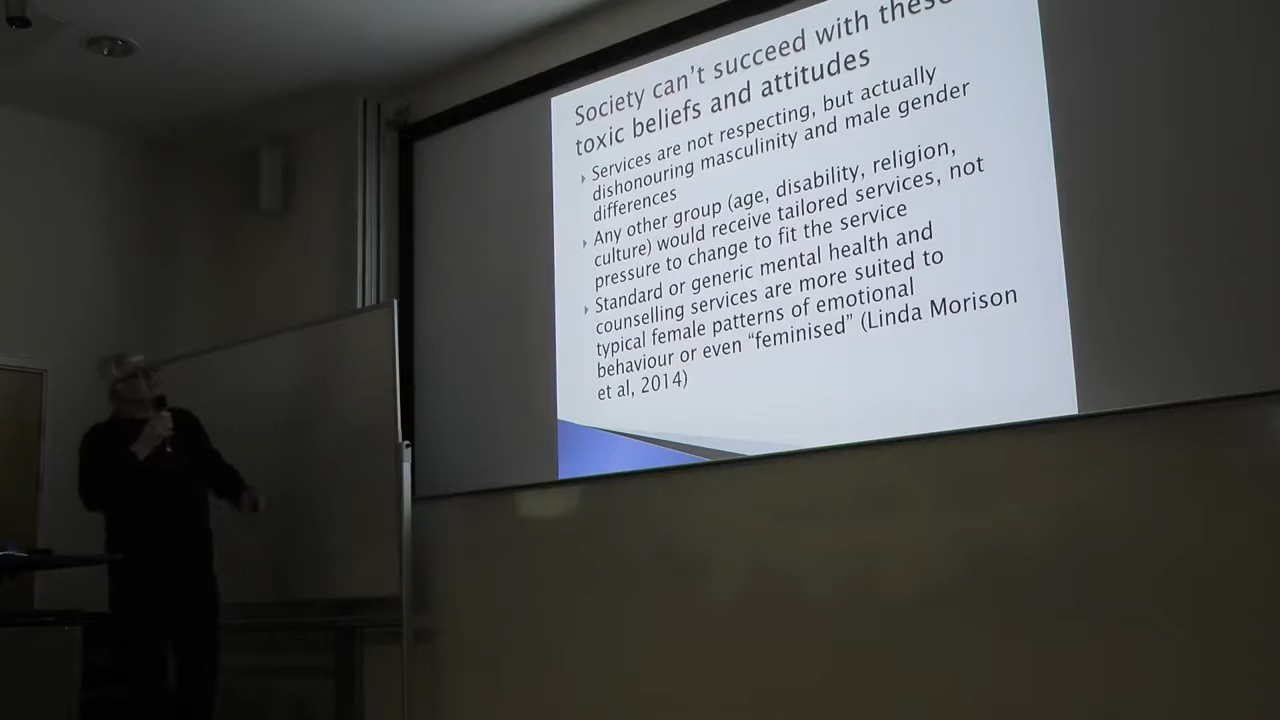 Society can't succeed with these
toxic beliefs and attitudes
Services are not respecting, but actually
dishonouring masculinity and male gender
differences
Any other group (age, disability, religion,
culture) would receive tailored services, not
pressure to change to fit the service
Standard or generic mental health and
counselling services are more suited to
typical female patterns of emotional
behaviour or even “feminised” (Linda Morison
et al, 2014)